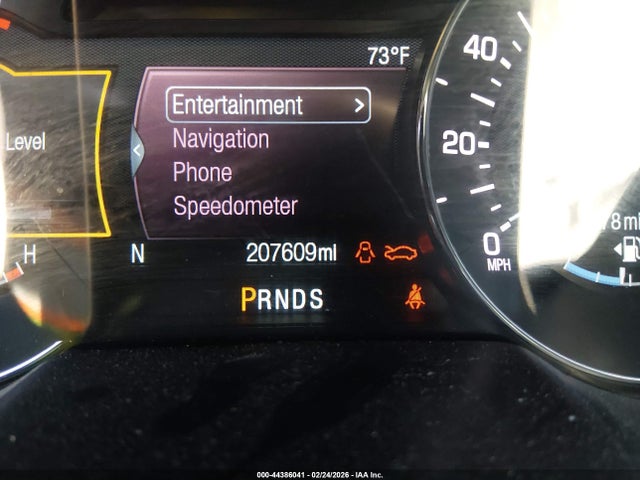 73°F
40
Entertainment >
Level
Navigation
20
Phone
Speedometer
8mi
H
N
207609mi
0
MPH
PRNDS
000-44386041 - 02/24/2026 - IAA Inc.